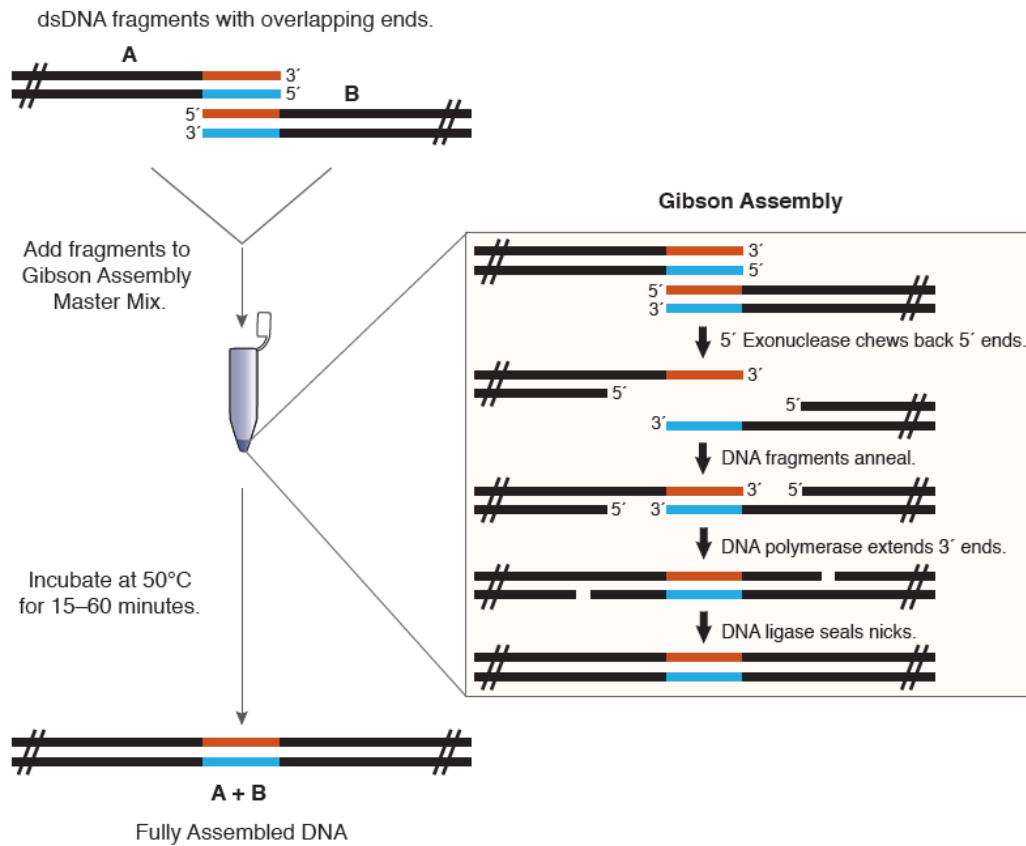 dsDNA fragments with overlapping ends.
A
3´
5´
B
5´
3´
Add fragments to
Gibson Assembly
Master Mix.
Incubate at 50°C
for 15–60 minutes.
A + B
Fully Assembled DNA
Gibson Assembly
3´
5´
5´
3´
5´ Exonuclease chews back 5´ ends.
3´
5´
5´
3´
DNA fragments anneal.
3´ 5´
5´ 3´
DNA polymerase extends 3´ ends.
DNA ligase seals nicks.